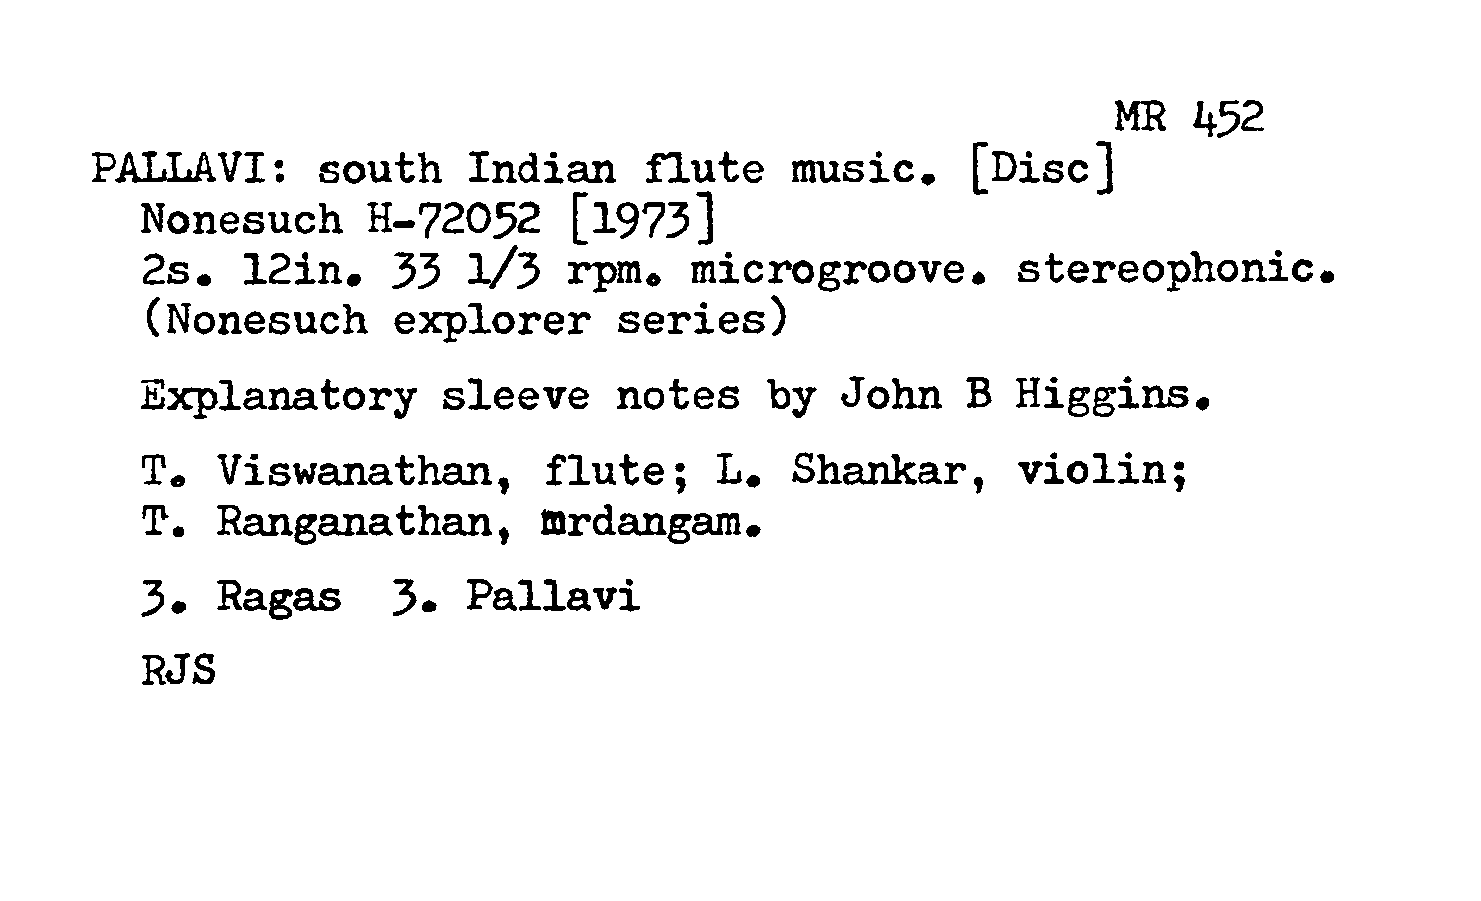 MR 452
PALLAVI: south Indian flute music. [Disc]
Nonesuch H-72052 [1973]
2s. 12in. 33 1/3 rpm. microgroove. stereophonic.
(Nonesuch explorer series)
Explanatory sleeve notes by John B Higgins.
T. Viswanathan, flute; L. Shankar, violin;
T. Ranganathan, mrdangam.
3. Ragas 3. Pallavi
RJS